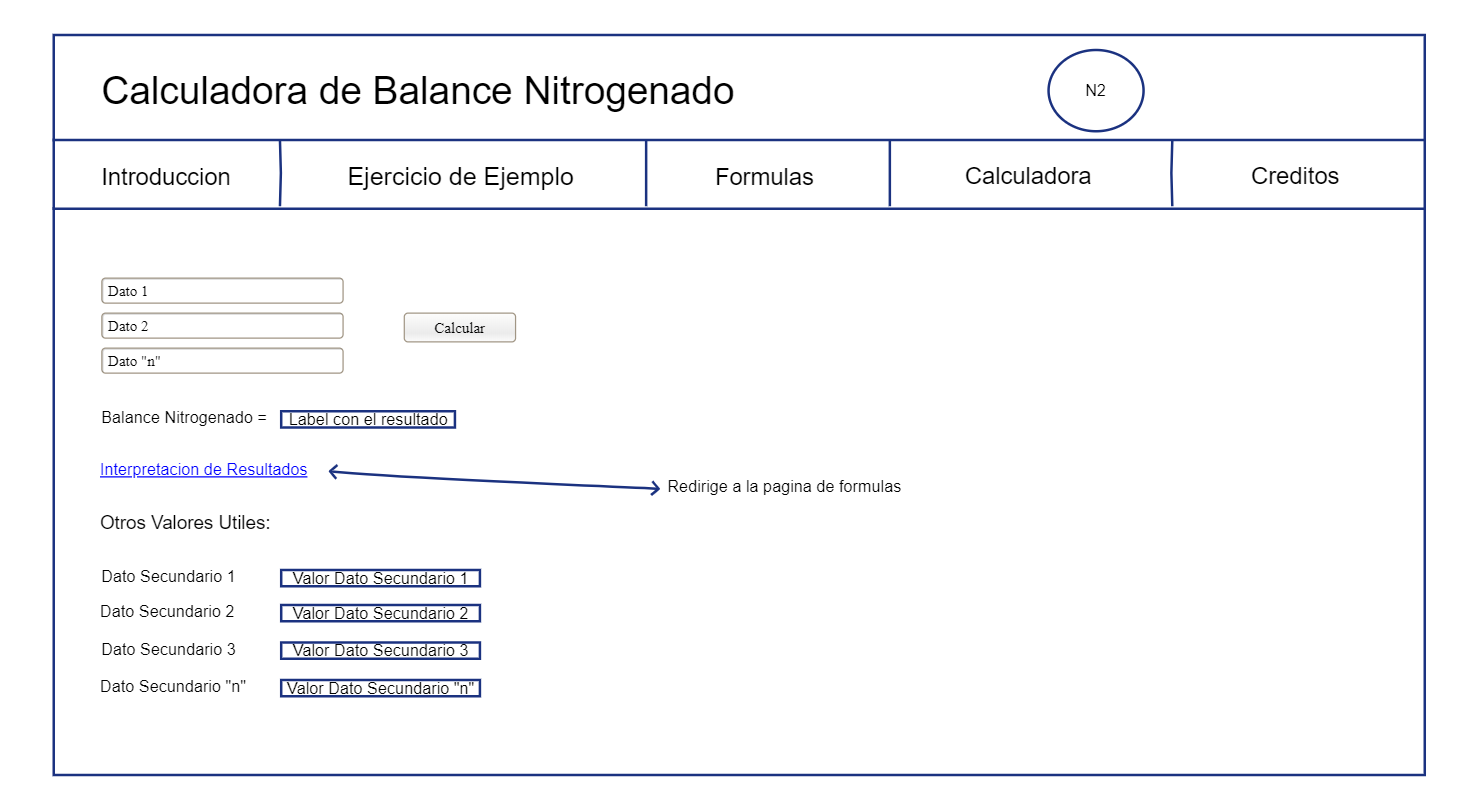 Calculadora de Balance Nitrogenado
N2
Introduccion
Ejercicio de Ejemplo
Formulas
Calculadora
Creditos
Dato 1
Dato 2
Calcular
Dato "n"
Balance Nitrogenado =
Label con el resultado
Interpretacion de Resultados
Redirige a la pagina de formulas
Otros Valores Utiles:
Dato Secundario 1
Valor Dato Secundario 1
Dato Secundario 2
Valor Dato Secundario 2
Dato Secundario 3
Valor Dato Secundario 3
Dato Secundario "n"
Valor Dato Secundario "n"